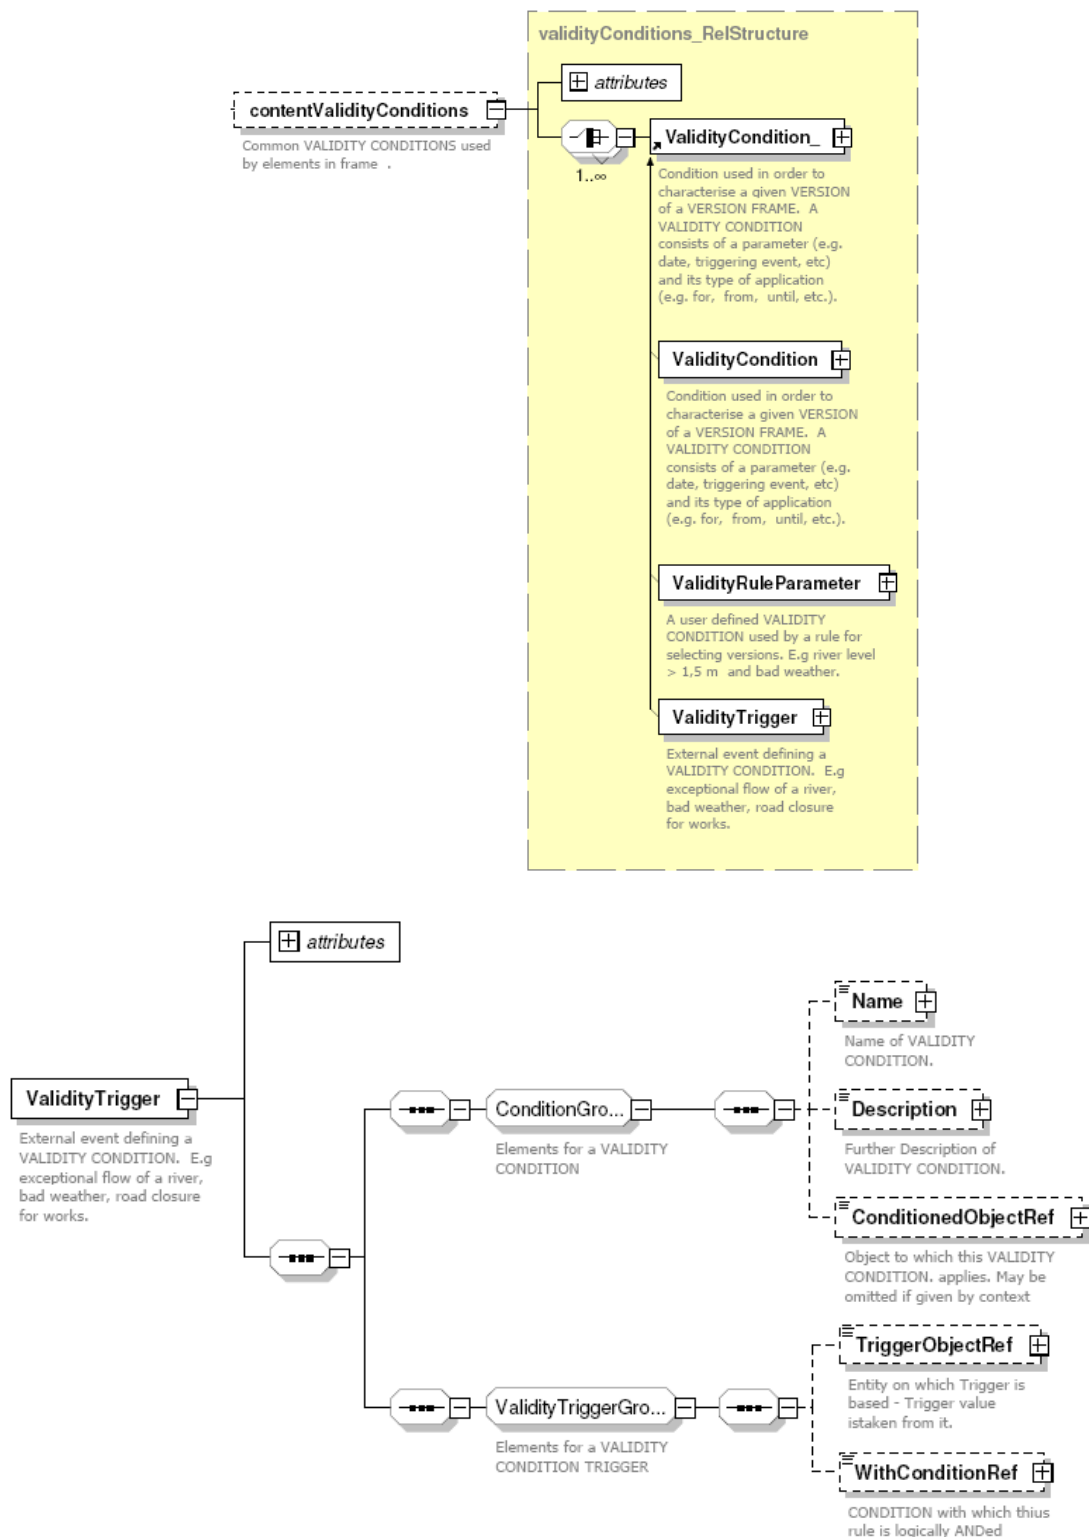 validityConditions_RelStructure
attributes
contentValidityConditions
Common VALIDITY CONDITIONS used
by elements in frame .
ValidityCondition_
1..∞
Condition used in order to
characterise a given VERSION
of a VERSION FRAME. A
VALIDITY CONDITION
consists of a parameter (e.g.
date, triggering event, etc)
and its type of application
(e.g. for, from, until, etc.).
ValidityCondition
Condition used in order to
characterise a given VERSION
of a VERSION FRAME. A
VALIDITY CONDITION
consists of a parameter (e.g.
date, triggering event, etc)
and its type of application
(e.g. for, from, until, etc.).
ValidityRuleParameter
A user defined VALIDITY
CONDITION used by a rule for
selecting versions. E.g river level
> 1,5 m and bad weather.
ValidityTrigger
External event defining a
VALIDITY CONDITION. E.g
exceptional flow of a river,
bad weather, road closure
for works.
attributes
ValidityTrigger
External event defining a
VALIDITY CONDITION. E.g
exceptional flow of a river,
bad weather, road closure
for works.
ConditionGro...
Elements for a VALIDITY
CONDITION
Name
Name of VALIDITY
CONDITION.
Description
Further Description of
VALIDITY CONDITION.
ConditionedObjectRef
Object to which this VALIDITY
CONDITION. applies. May be
omitted if given by context
ValidityTriggerGro...
Elements for a VALIDITY
CONDITION TRIGGER
TriggerObjectRef
Entity on which Trigger is
based - Trigger value
istaken from it.
WithConditionRef
CONDITION with which thius
rule is logically ANDed